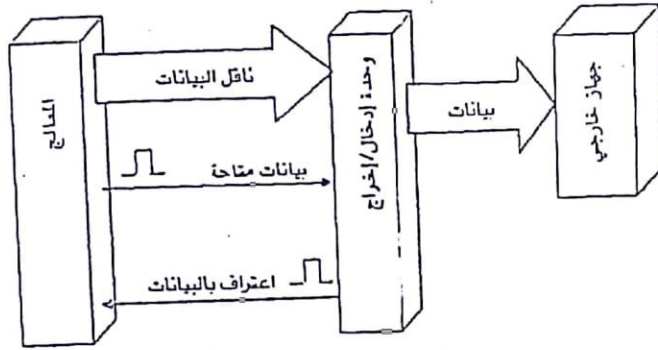 المعالج
ناقل البيانات
وحدة إدخال/إخراج
بيانات
جهاز خارجي
بيانات متاحة
اعتراف بالبيانات